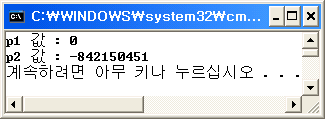 C:₩WINDOWS₩system32₩cm...
p1 값 : 0
p2 값 : -842150451
계속하려면 아무 키나 누르십시오 . . .